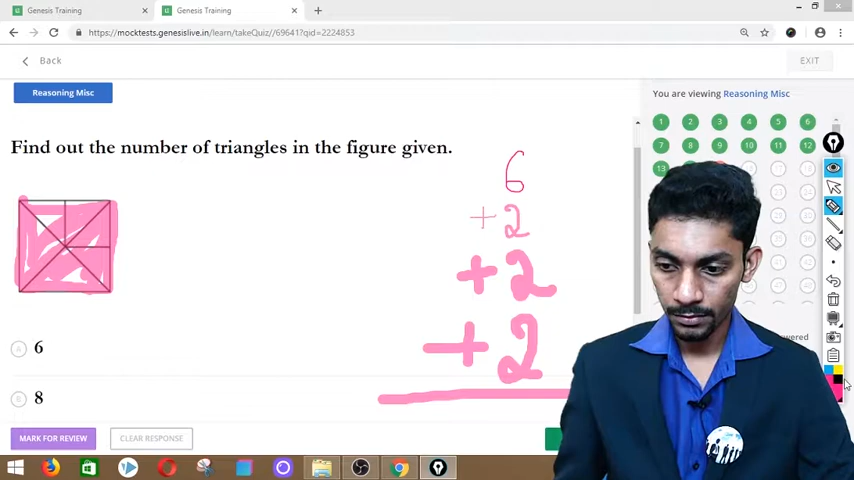 Genesis Training
Genesis Training
https://mocktests.genesislive.in/learn/takeQuiz//69641?qid=2224853
Back
EXIT
Reasoning Misc
You are viewing Reasoning Misc
1 2 3 4 5 6
7 8 9 10 11 12
13
Find out the number of triangles in the figure given.
6
+2
+2
+2
A 6
B 8
MARK FOR REVIEW
CLEAR RESPONSE